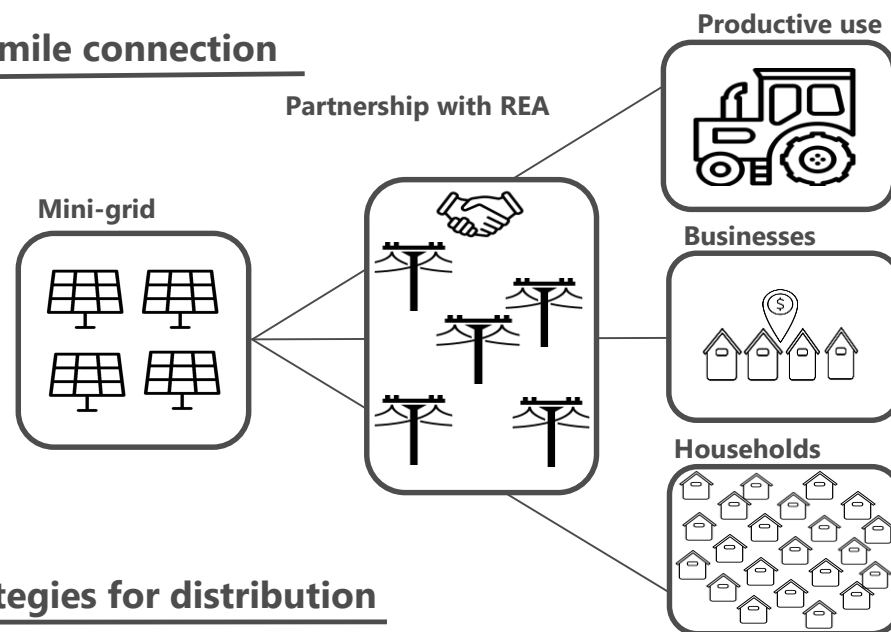 mile connection
Productive use
Partnership with REA
Mini-grid
Businesses
$
Households
tegies for distribution